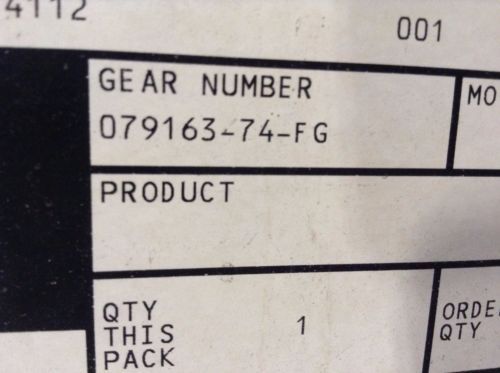 4112
001
GEAR NUMBER
079163-74-FG
MO
PRODUCT
QTY
THIS
PACK
1
ORDE
QTY